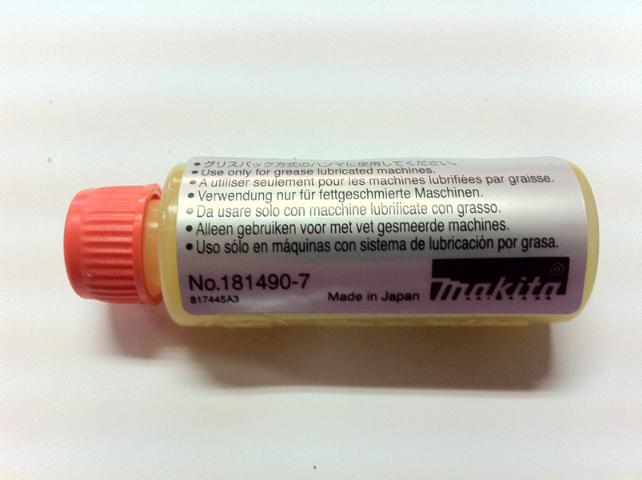 • グリスパック方式のハンマに使用してください。
• Use only for grease lubricated machines.
• A utiliser seulement pour les machines lubrifiées par graisse.
• Verwendung nur für fettgeschmierte Maschinen.
• Da usare solo con macchine lubrificate con grasso.
• Alleen gebruiken voor met vet gesmeerde machines.
• Uso sólo en máquinas con sistema de lubricación por grasa.
No.181490-7
817445A3
Made in Japan
makita®